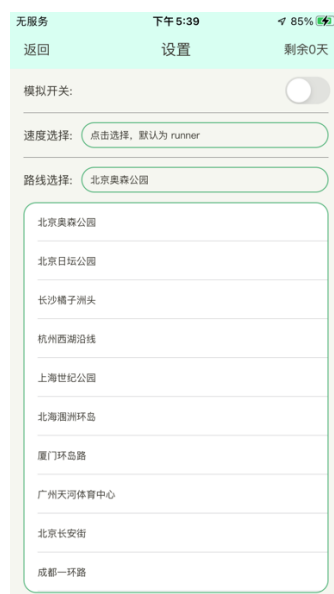 无服务 下午5:39 85%
返回 设置 剩余0天
模拟开关:
速度选择: 点击选择，默认为 runner
路线选择: 北京奥森公园
北京奥森公园
北京日坛公园
长沙橘子洲头
杭州西湖沿线
上海世纪公园
北海涠洲环岛
厦门环岛路
广州天河体育中心
北京长安街
成都一环路